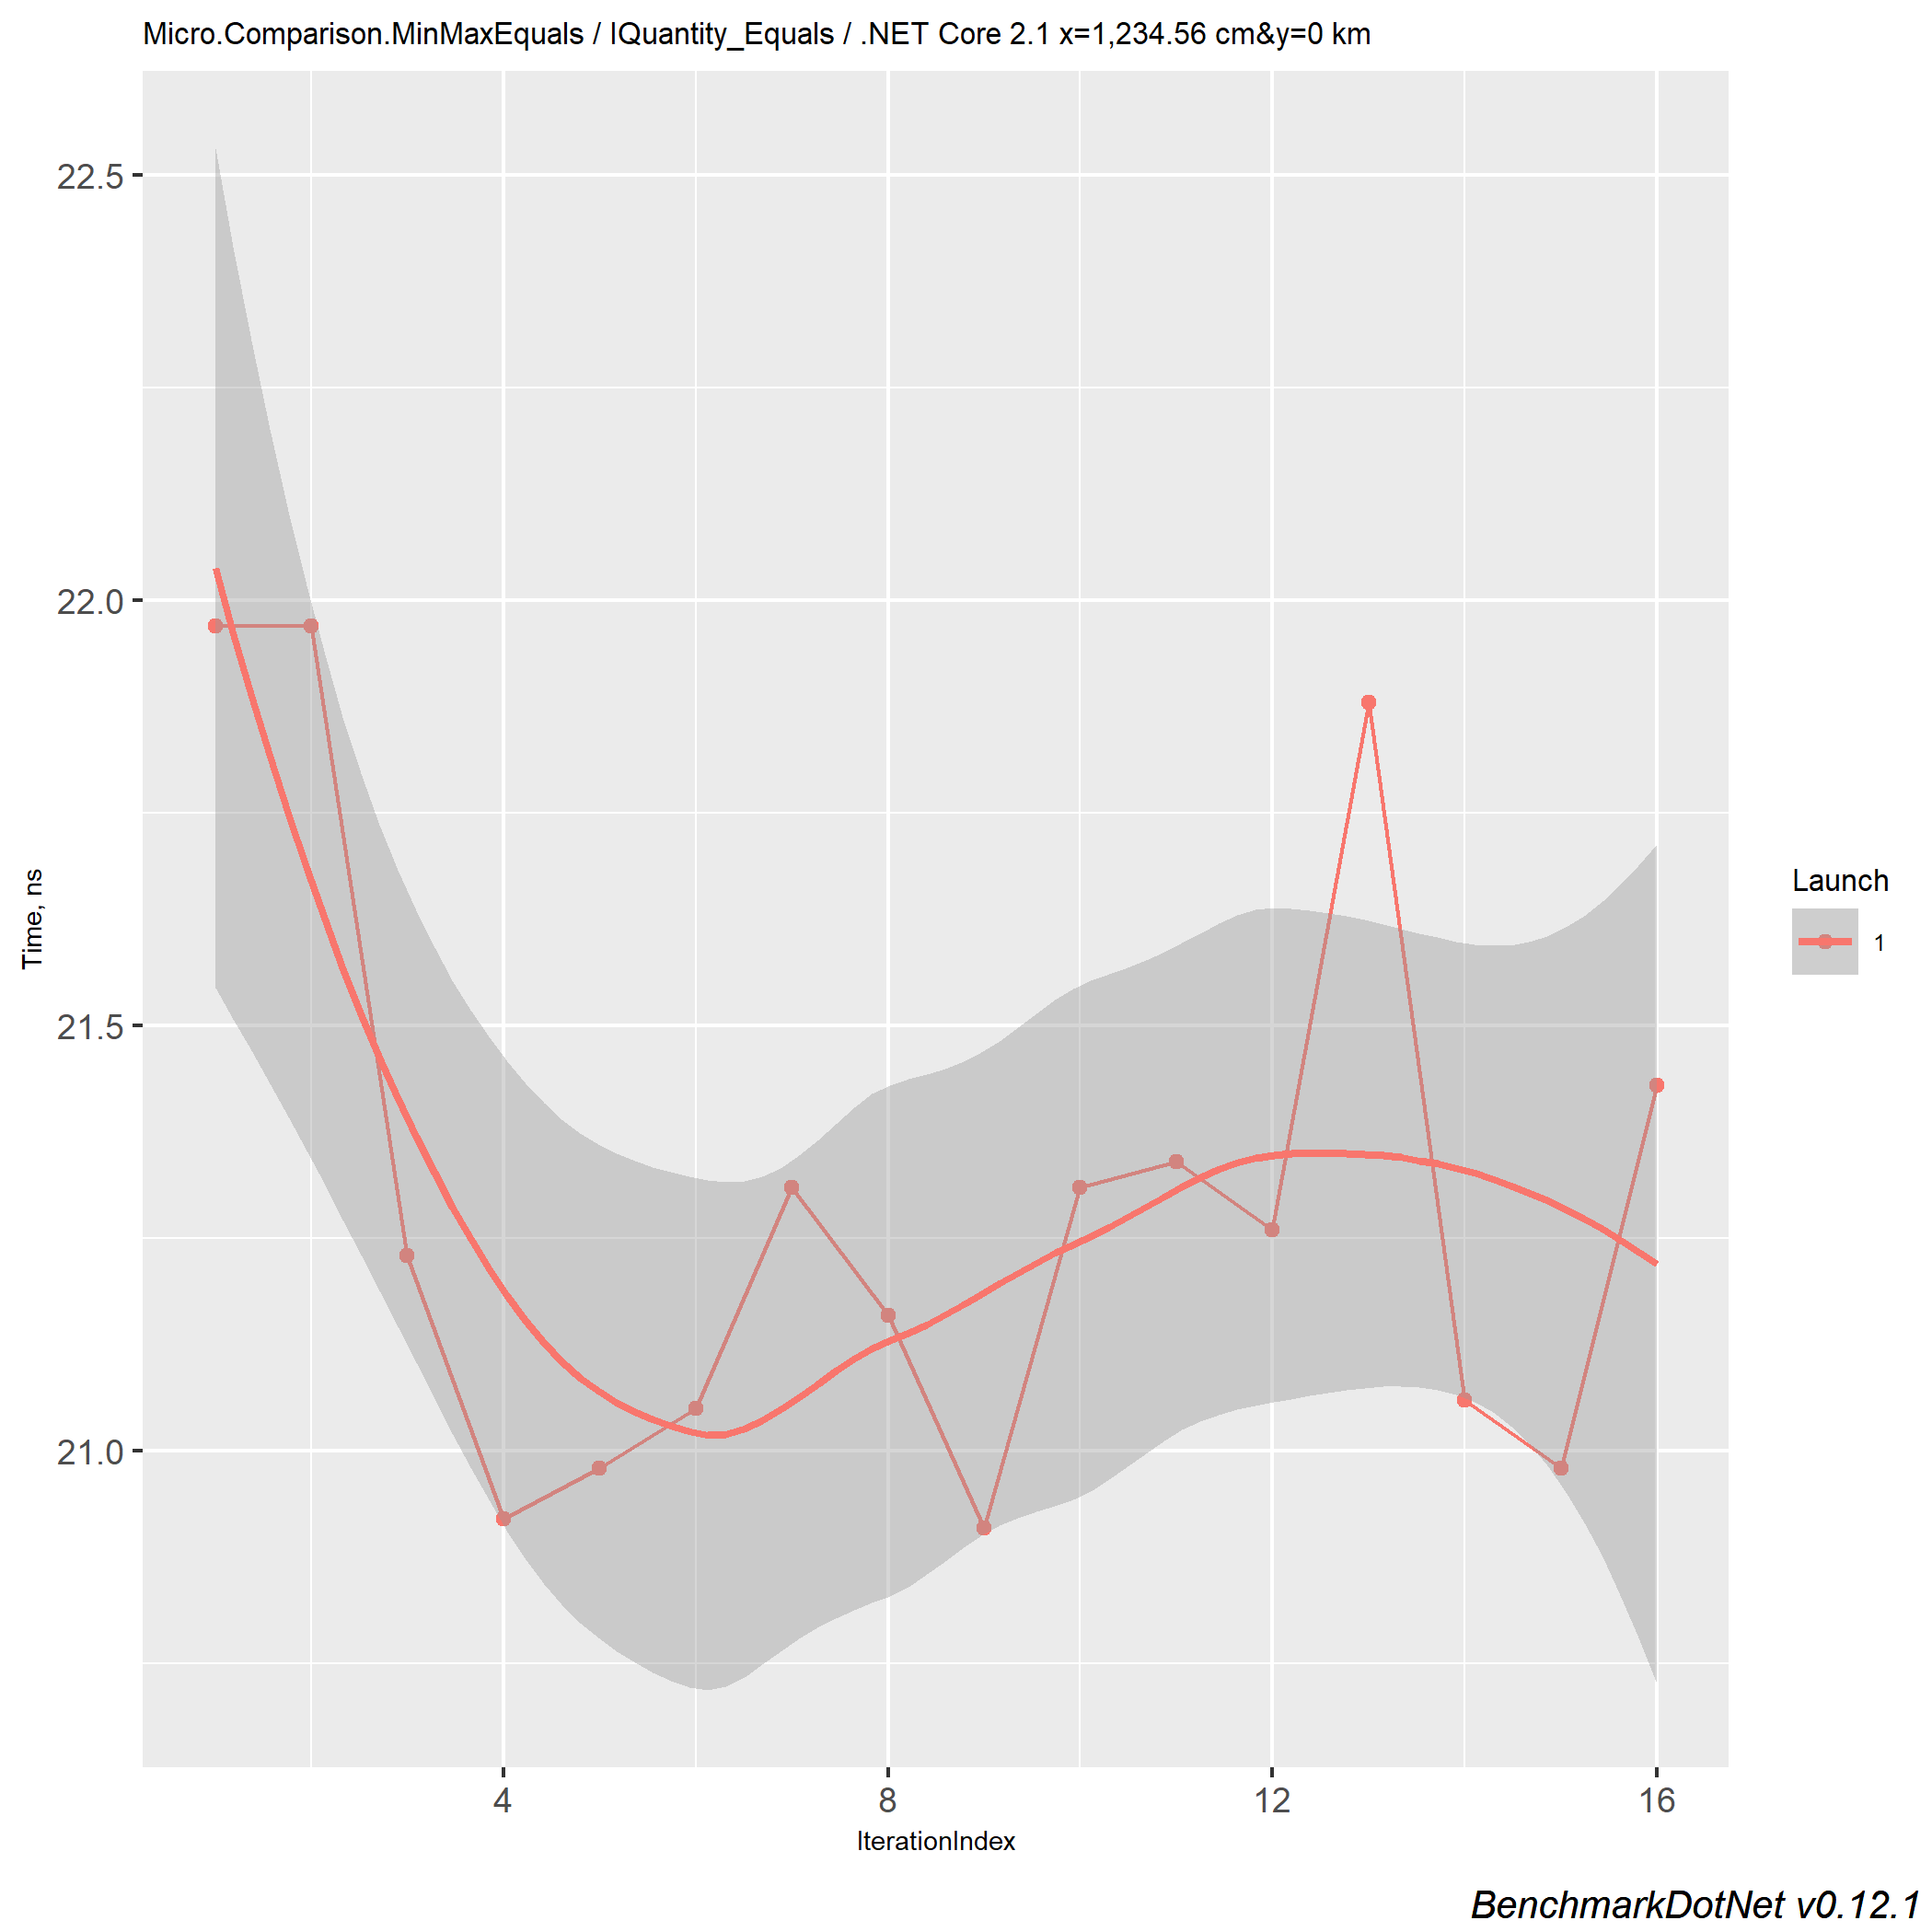 Micro.Comparison.MinMaxEquals / IQuantity_Equals / .NET Core 2.1 x=1,234.56 cm&y=0 km
22.5
22.0
21.5
21.0
Time, ns
4
8
12
16
IterationIndex
Launch
1
BenchmarkDotNet v0.12.1